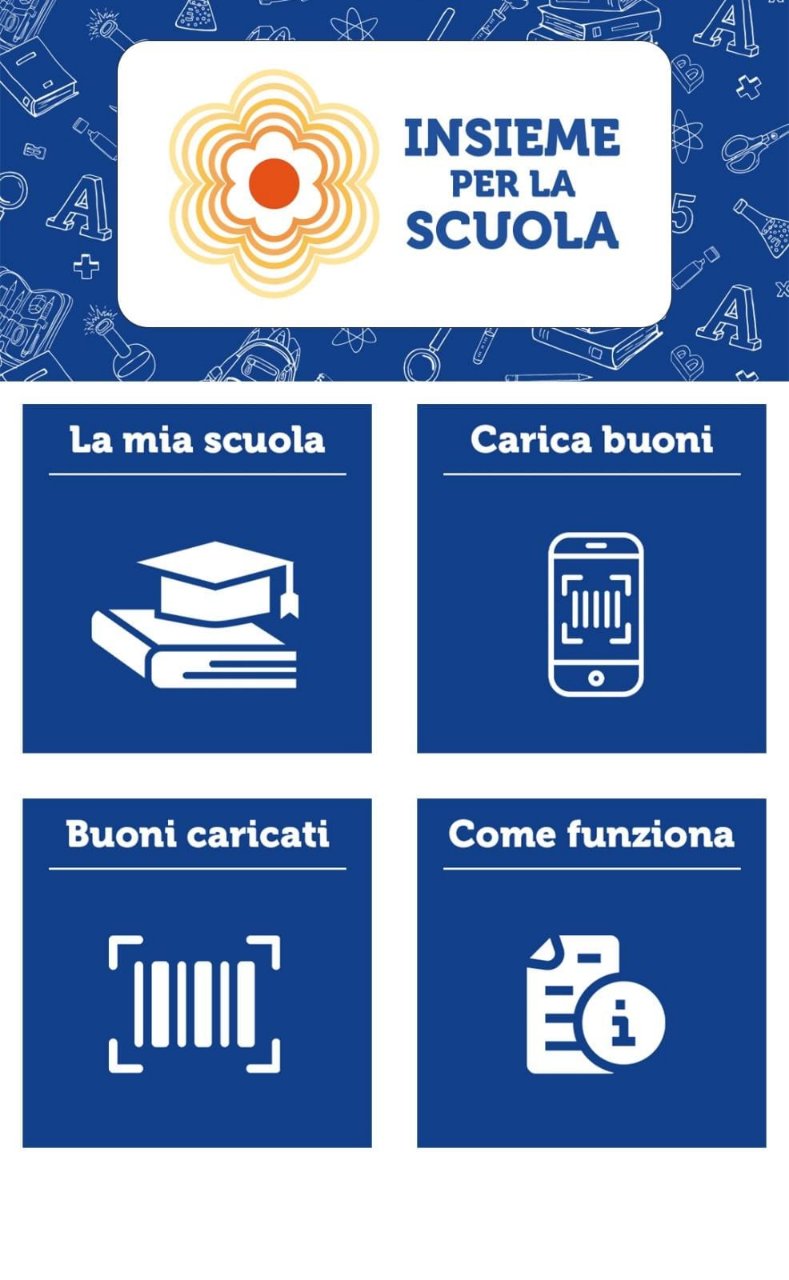 INSIEME
PER LA
SCUOLA
La mia scuola
Carica buoni
Buoni caricati
Come funziona